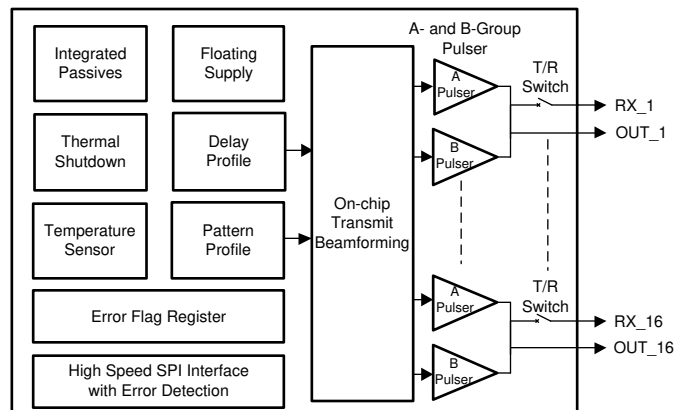 Integrated
Passives
Floating
Supply
Thermal
Shutdown
Delay
Profile
Temperature
Sensor
Pattern
Profile
Error Flag Register
High Speed SPI Interface
with Error Detection
On-chip
Transmit
Beamforming
A- and B-Group
Pulser
A
Pulser
B
Pulser
T/R
Switch
RX_1
OUT_1
A
Pulser
B
Pulser
T/R
Switch
RX_16
OUT_16